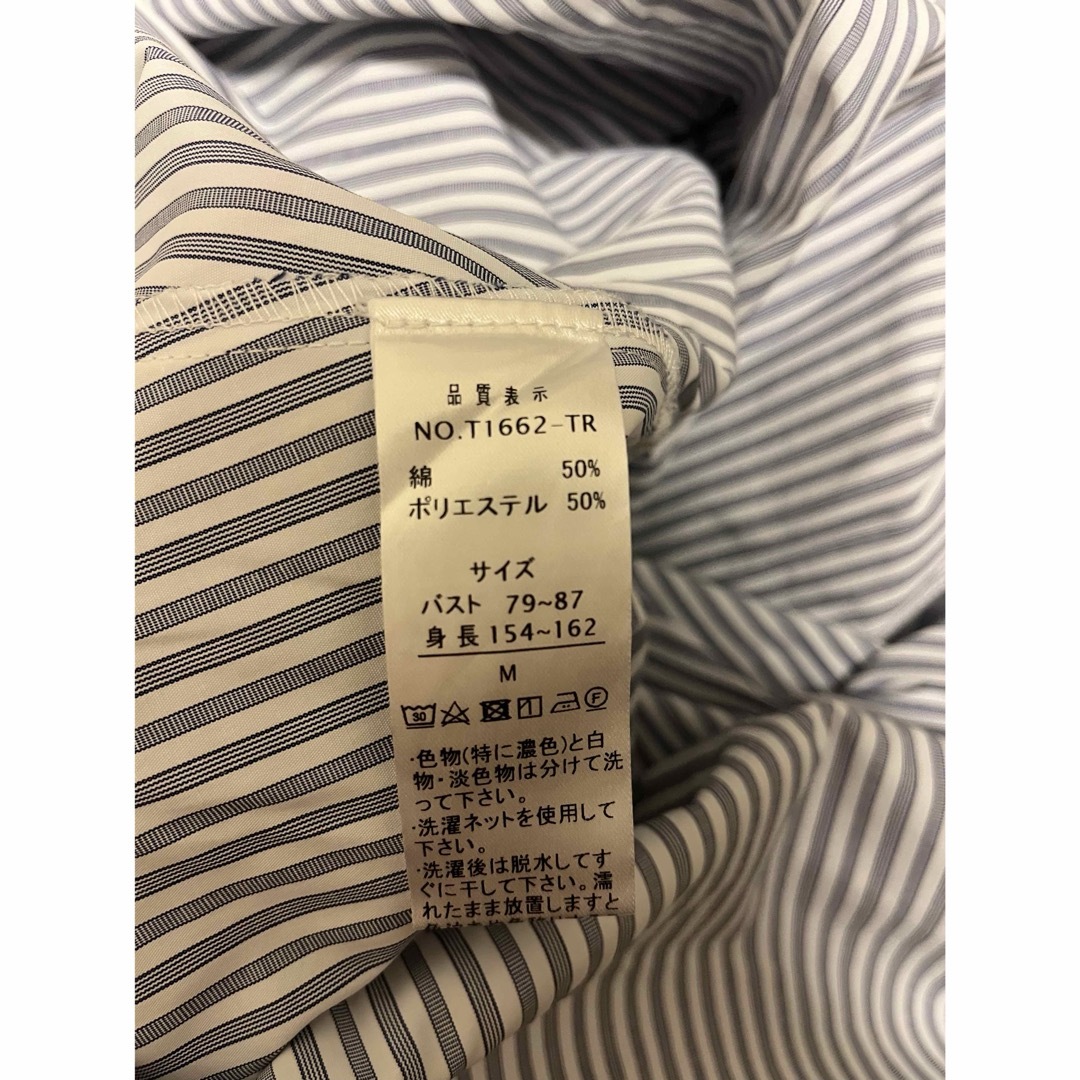 品質表示
NO.T1662-TR
綿 50%
ポリエステル 50%
サイズ
バスト 79~87
身長154~162
M
30 F
·色物(特に濃色)と白
物・淡色物は分けて洗
って下さい。
·洗濯ネットを使用して
下さい。
·洗濯後は脱水してす
ぐに干して下さい。濡
れたまま放置しますと